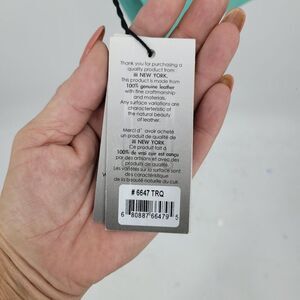 Thank you for purchasing a
quality product from
ili NEW YORK.
This product is made from
100% genuine leather
with fine craftsmanship
and materials.
Any surface variations are
characteristic of
the natural beauty
of leather.
Merci d' avoir acheté
un produit de qualité de
ili NEW YORK
Ce produit fait à
100% de vrai cuir est conçu
par des artisans et avec des
produits de qualité.
Les variétés sur la surface sont
des caractéristiques
de la beauté naturelle du cuir.
# 6647 TRQ
6 80887 66479 5